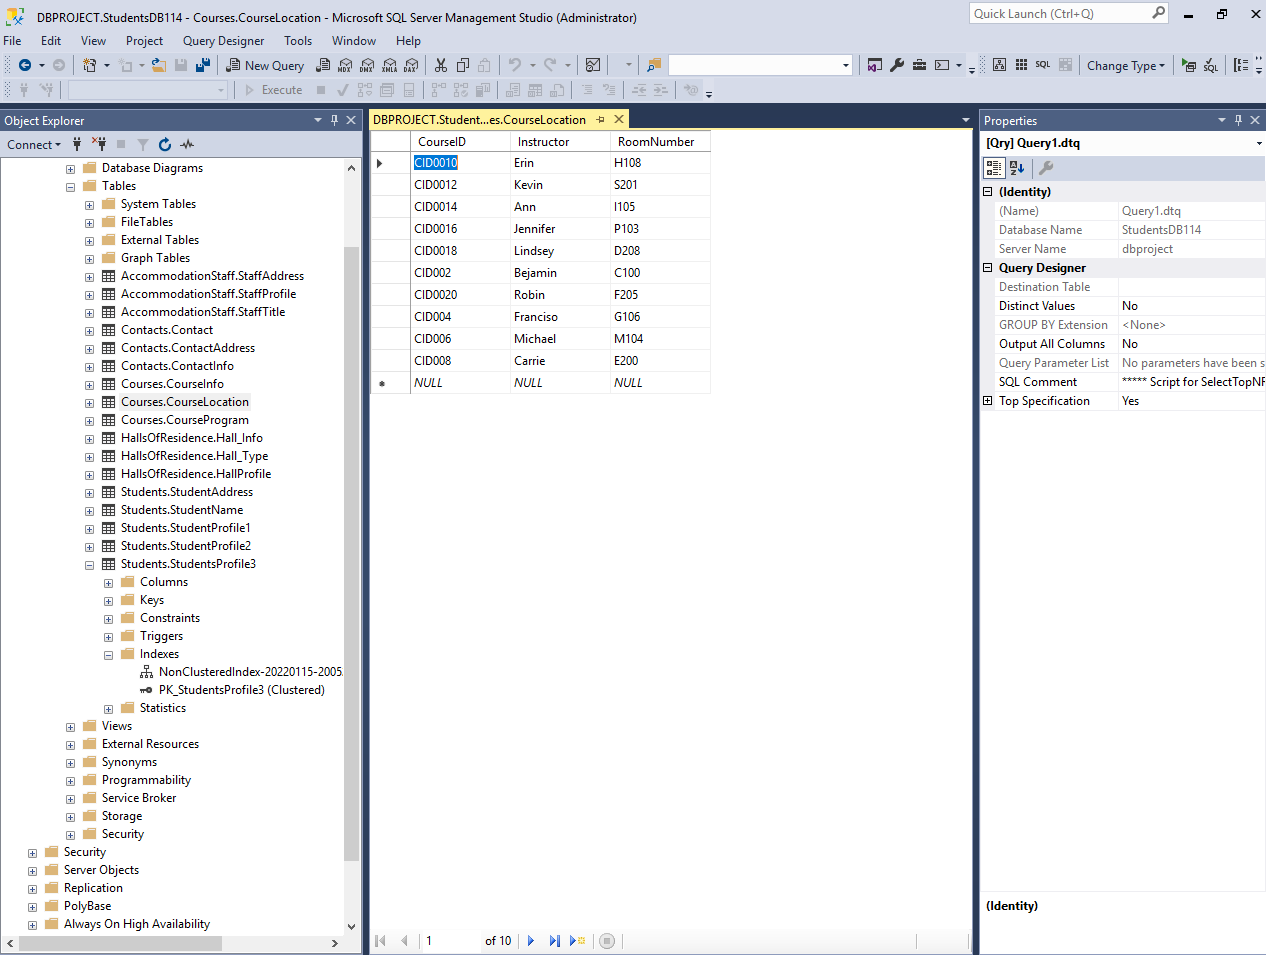 DBPROJECT.StudentsDB114 - Courses.CourseLocation - Microsoft SQL Server Management Studio (Administrator)
Quick Launch (Ctrl+Q)
File Edit View Project Query Designer Tools Window Help
New Query
MDX DMX XMLA DAX
SQL
Change Type
SQL
Execute
Object Explorer
Connect
Database Diagrams
Tables
System Tables
FileTables
External Tables
Graph Tables
AccommodationStaff.StaffAddress
AccommodationStaff.StaffProfile
AccommodationStaff.StaffTitle
Contacts.Contact
Contacts.ContactAddress
Contacts.ContactInfo
Courses.CourseInfo
Courses.CourseLocation
Courses.CourseProgram
HallsOfResidence.Hall_Info
HallsOfResidence.Hall_Type
HallsOfResidence.HallProfile
Students.StudentAddress
Students.StudentName
Students.StudentProfile1
Students.StudentProfile2
Students.StudentsProfile3
Columns
Keys
Constraints
Triggers
Indexes
NonClusteredIndex-20220115-2005
PK_StudentsProfile3 (Clustered)
Statistics
Views
External Resources
Synonyms
Programmability
Service Broker
Storage
Security
Security
Server Objects
Replication
PolyBase
Always On High Availability
DBPROJECT.Student...es.CourseLocation
CourseID Instructor RoomNumber
CID0010 Erin H108
CID0012 Kevin S201
CID0014 Ann I105
CID0016 Jennifer P103
CID0018 Lindsey D208
CID002 Bejamin C100
CID0020 Robin F205
CID004 Franciso G106
CID006 Michael M104
CID008 Carrie E200
NULL NULL NULL
1 of 10
Properties
[Qry] Query1.dtq
(Identity)
(Name) Query1.dtq
Database Name StudentsDB114
Server Name dbproject
Query Designer
Destination Table
Distinct Values No
GROUP BY Extension <None>
Output All Columns No
Query Parameter List No parameters have been s
SQL Comment ***** Script for SelectTopNR
Top Specification Yes
(Identity)